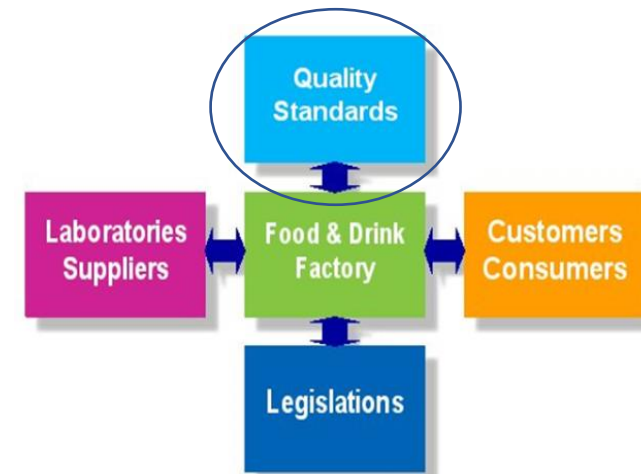 Quality
Standards
Laboratories
Suppliers
Food & Drink
Factory
Customers
Consumers
Legislations